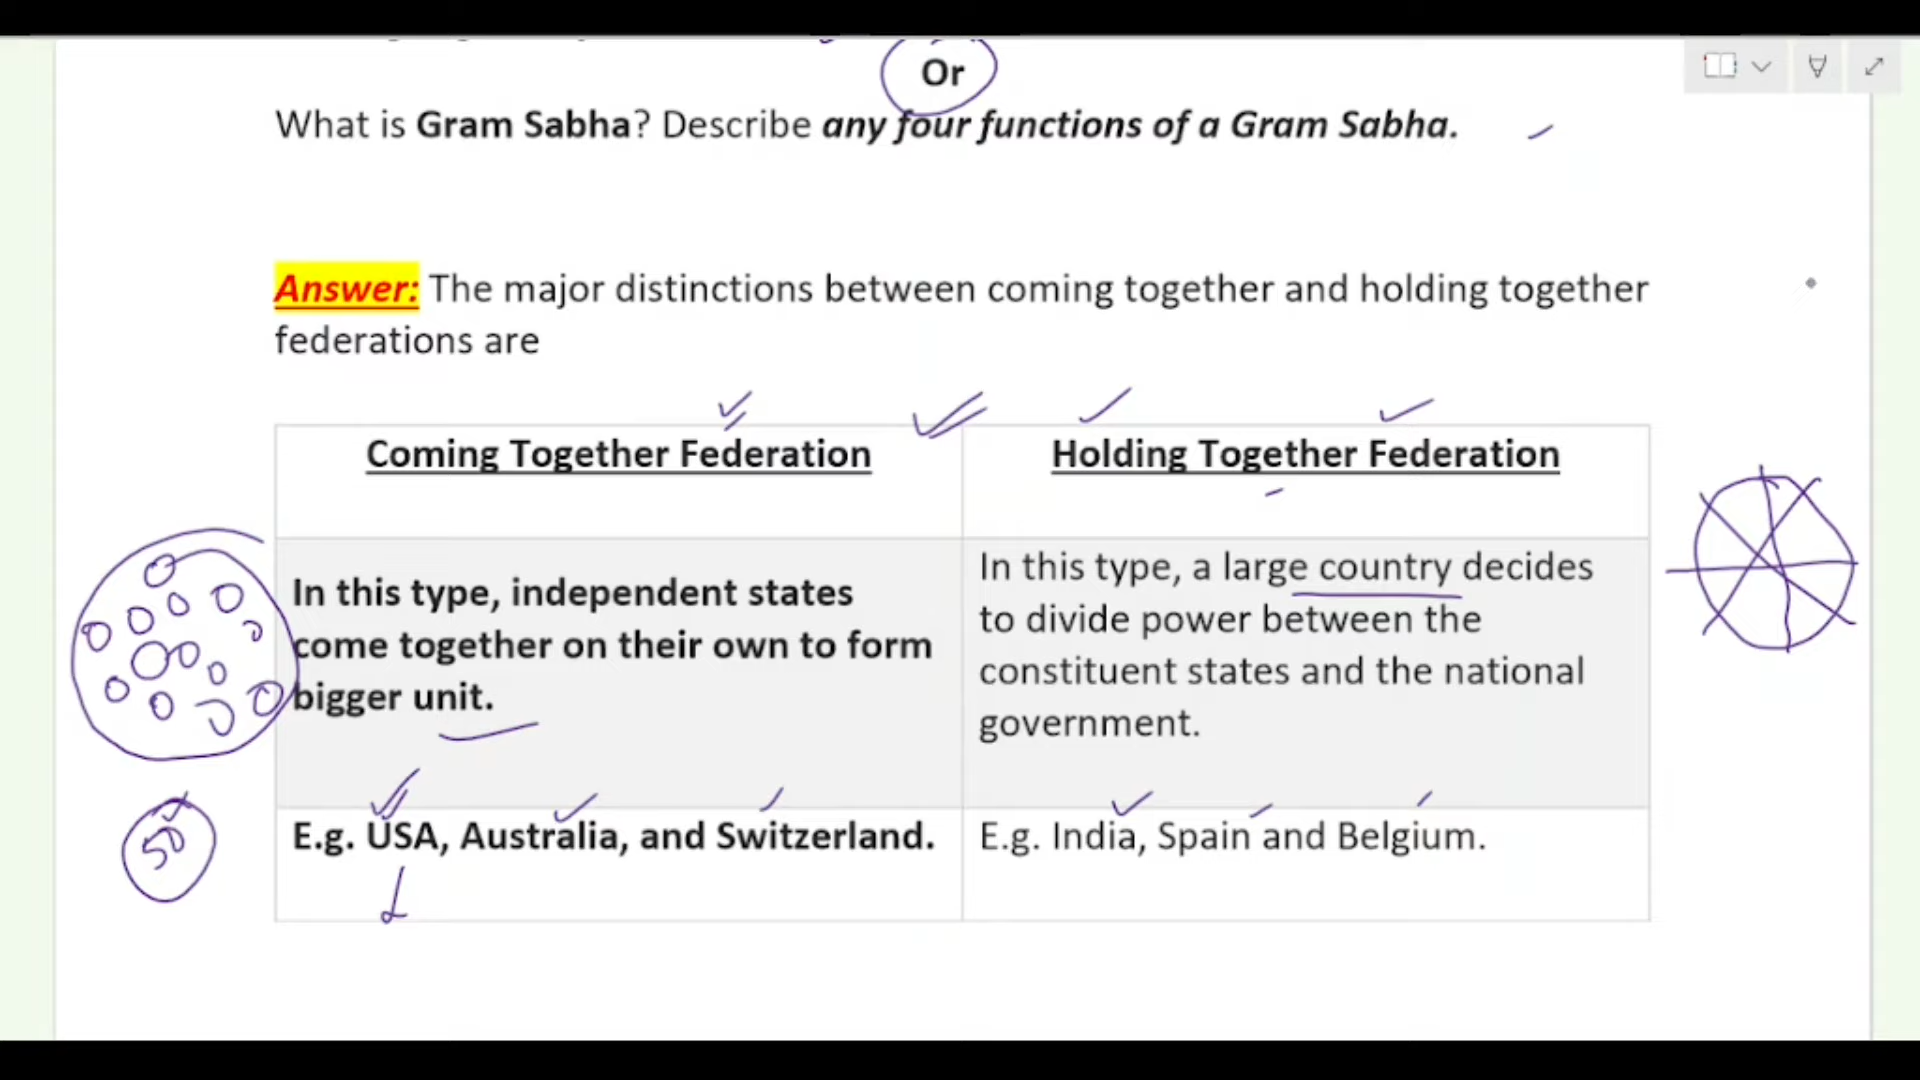 Or
What is Gram Sabha? Describe any four functions of a Gram Sabha.
Answer: The major distinctions between coming together and holding together
federations are
Coming Together Federation
Holding Together Federation
In this type, independent states
come together on their own to form
bigger unit.
In this type, a large country decides
to divide power between the
constituent states and the national
government.
50
E.g. USA, Australia, and Switzerland.
E.g. India, Spain and Belgium.